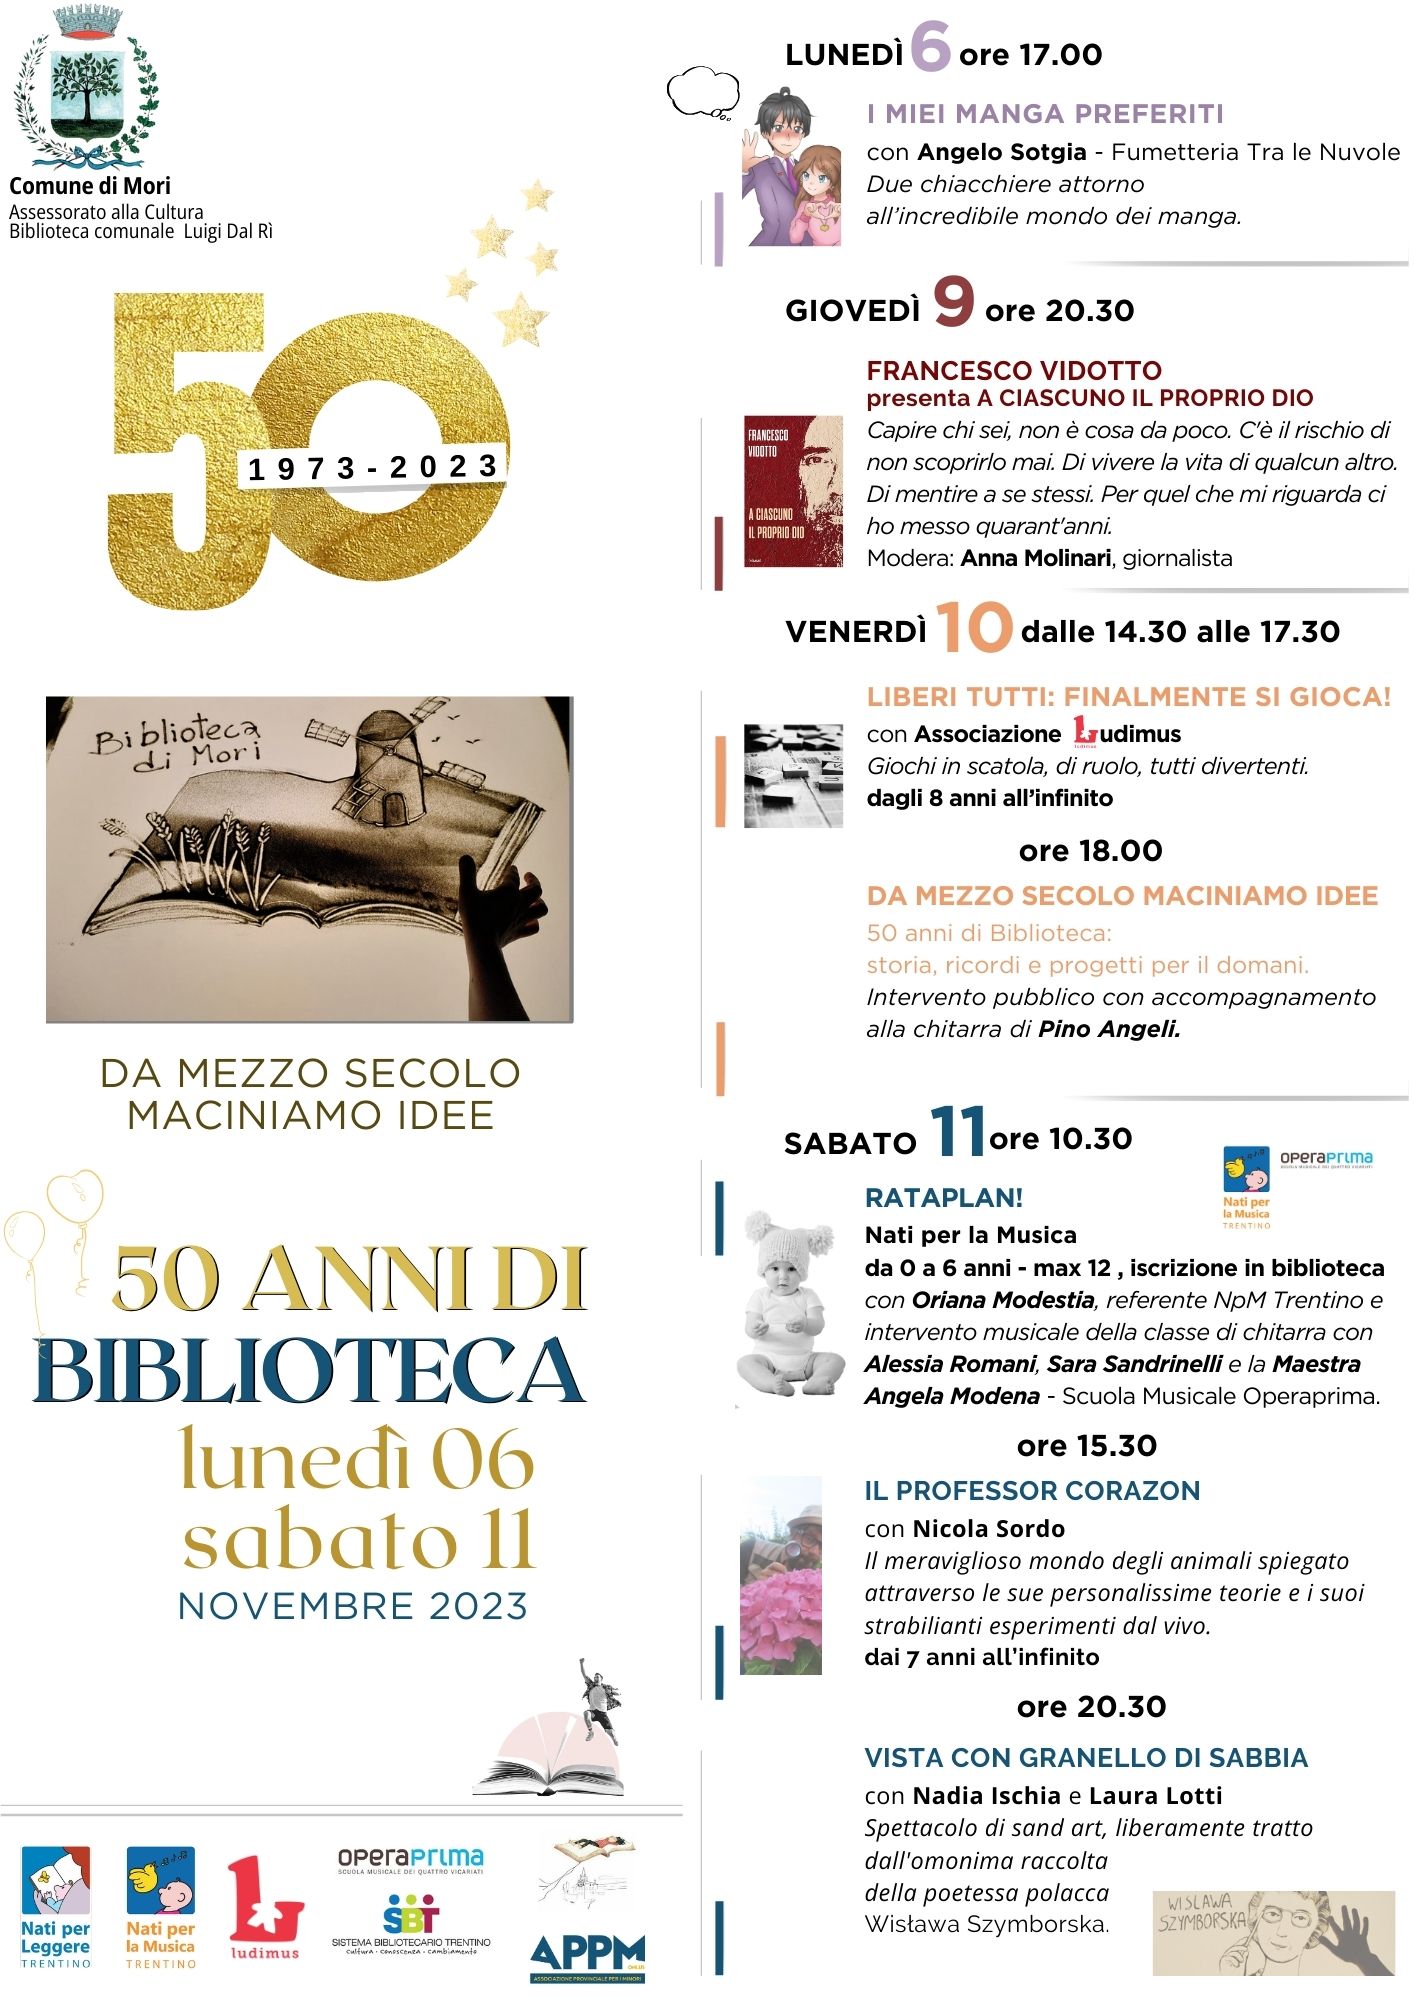 Comune di Mori
Assessorato alla Cultura
Biblioteca comunale Luigi Dal Rì
50
1973-2023
Biblioteca
di Mori
DA MEZZO SECOLO
MACINIAMO IDEE
50 ANNI DI
BIBLIOTECA
lunedì 06
sabato 11
NOVEMBRE 2023
Nati per
Leggere
TRENTINO
Nati per
la Musica
TRENTINO
ludimus
operaprima
SCUOLA MUSICALE DEI QUATTRO VICARIATI
SBT
SISTEMA BIBLIOTECARIO TRENTINO
cultura · conoscenza · cambiamento
APPM
ONLUS
ASSOCIAZIONE PROVINCIALE PER I MINORI
LUNEDÌ 6 ore 17.00
I MIEI MANGA PREFERITI
con Angelo Sotgia - Fumetteria Tra le Nuvole
Due chiacchiere attorno
all'incredibile mondo dei manga.
GIOVEDÌ 9 ore 20.30
FRANCESCO VIDOTTO
presenta A CIASCUNO IL PROPRIO DIO
Capire chi sei, non è cosa da poco. C'è il rischio di
non scoprirlo mai. Di vivere la vita di qualcun altro.
Di mentire a se stessi. Per quel che mi riguarda ci
ho messo quarant'anni.
Modera: Anna Molinari, giornalista
FRANCESCO
VIDOTTO
A CIASCUNO
IL PROPRIO DIO
VENERDÌ 10 dalle 14.30 alle 17.30
LIBERI TUTTI: FINALMENTE SI GIOCA!
con Associazione Ludimus
Giochi in scatola, di ruolo, tutti divertenti.
dagli 8 anni all'infinito
ore 18.00
DA MEZZO SECOLO MACINIAMO IDEE
50 anni di Biblioteca:
storia, ricordi e progetti per il domani.
Intervento pubblico con accompagnamento
alla chitarra di Pino Angeli.
SABATO 11 ore 10.30
Nati per
la Musica
TRENTINO
operaprima
SCUOLA MUSICALE DEI QUATTRO VICARIATI
RATAPLAN!
Nati per la Musica
da 0 a 6 anni - max 12 , iscrizione in biblioteca
con Oriana Modestia, referente NpM Trentino e
intervento musicale della classe di chitarra con
Alessia Romani, Sara Sandrinelli e la Maestra
Angela Modena - Scuola Musicale Operaprima.
ore 15.30
IL PROFESSOR CORAZON
con Nicola Sordo
Il meraviglioso mondo degli animali spiegato
attraverso le sue personalissime teorie e i suoi
strabilianti esperimenti dal vivo.
dai 7 anni all'infinito
ore 20.30
VISTA CON GRANELLO DI SABBIA
con Nadia Ischia e Laura Lotti
Spettacolo di sand art, liberamente tratto
dall'omonima raccolta
della poetessa polacca
Wisława Szymborska.
WISLAWA
SZYMBORSKA